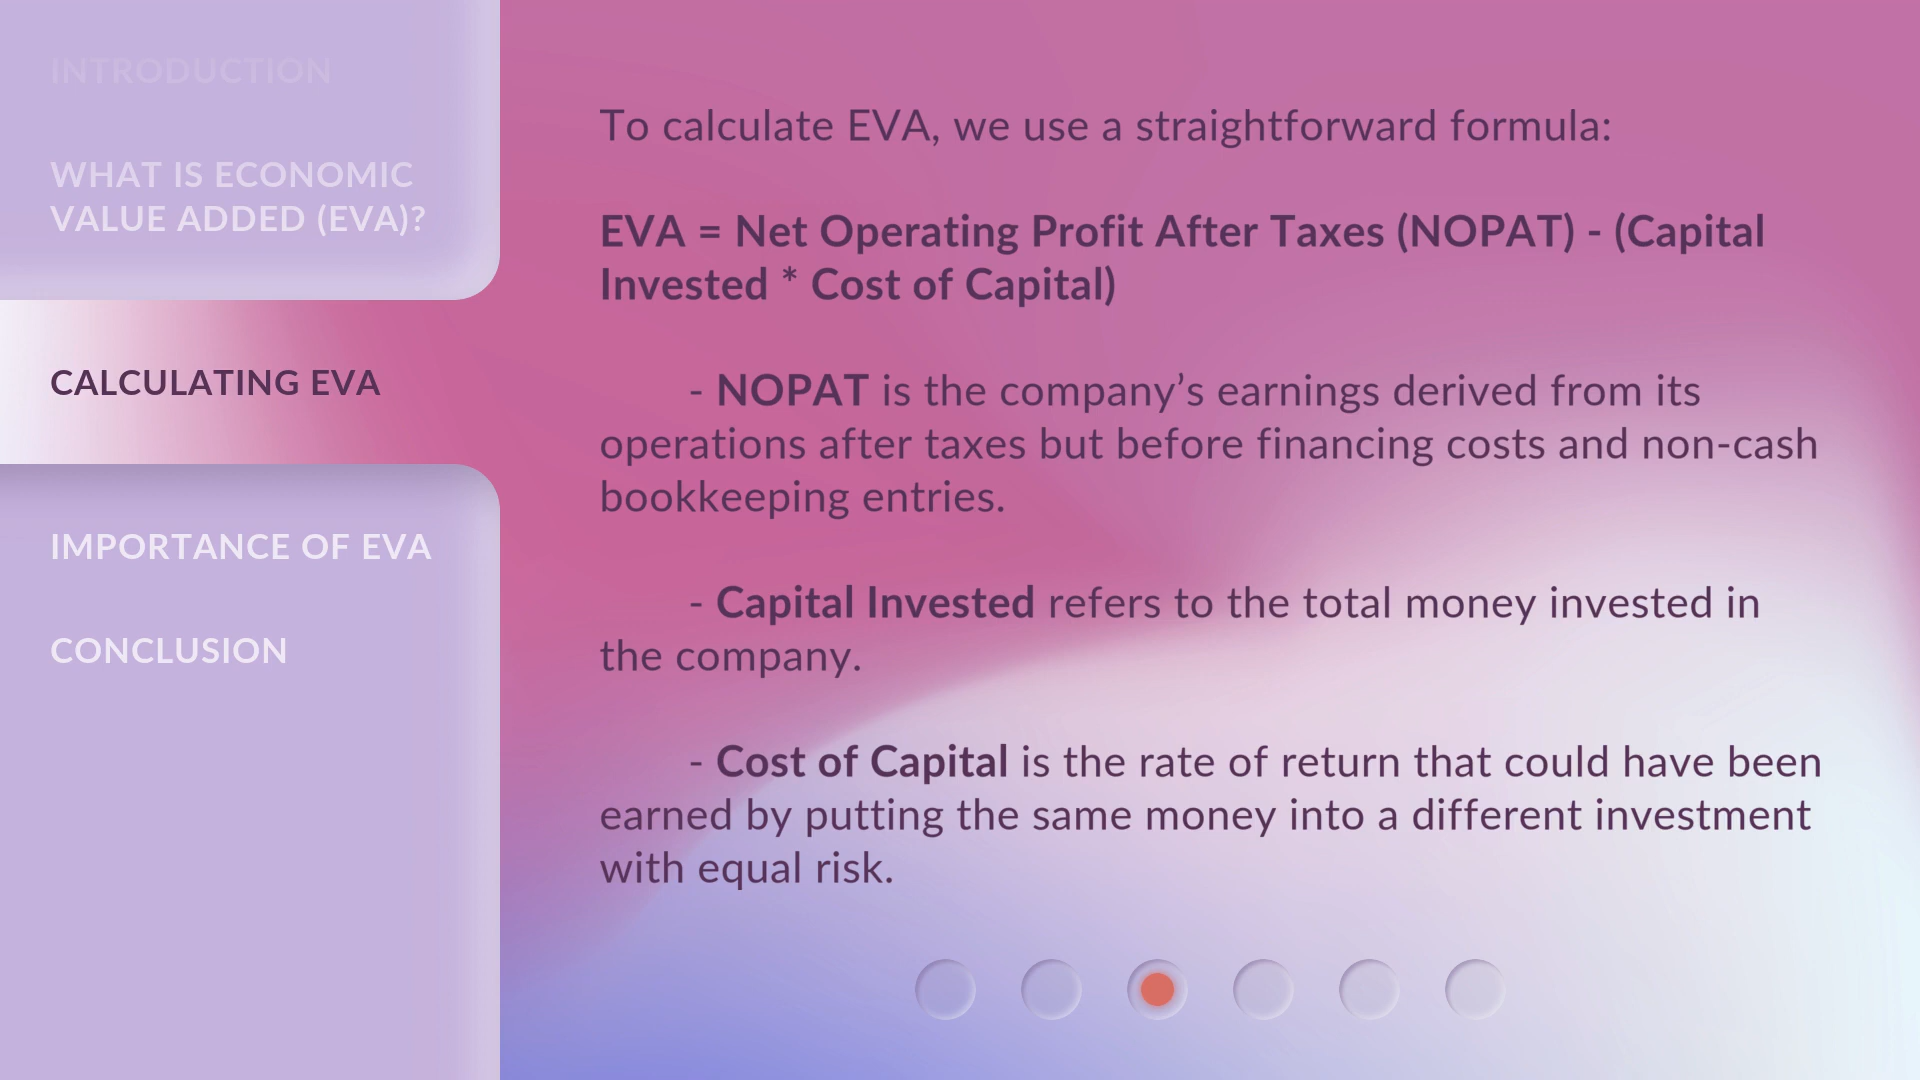 INTRODUCTION
WHAT IS ECONOMIC
VALUE ADDED (EVA)?
CALCULATING EVA
IMPORTANCE OF EVA
CONCLUSION
To calculate EVA, we use a straightforward formula:
EVA = Net Operating Profit After Taxes (NOPAT) - (Capital
Invested * Cost of Capital)
- NOPAT is the company’s earnings derived from its
operations after taxes but before financing costs and non-cash
bookkeeping entries.
- Capital Invested refers to the total money invested in
the company.
- Cost of Capital is the rate of return that could have been
earned by putting the same money into a different investment
with equal risk.